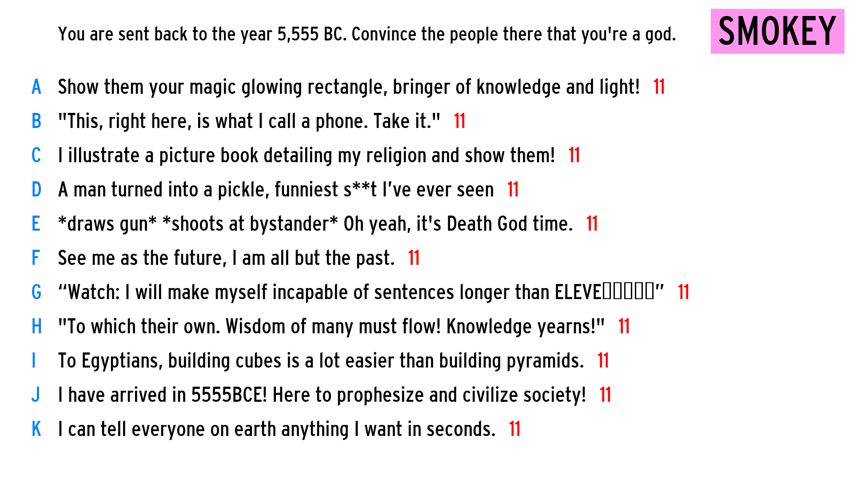 You are sent back to the year 5,555 BC. Convince the people there that you're a god.
SMOKEY
A Show them your magic glowing rectangle, bringer of knowledge and light! 11
B "This, right here, is what I call a phone. Take it." 11
C I illustrate a picture book detailing my religion and show them! 11
D A man turned into a pickle, funniest s**t I’ve ever seen 11
E *draws gun* *shoots at bystander* Oh yeah, it's Death God time. 11
F See me as the future, I am all but the past. 11
G “Watch: I will make myself incapable of sentences longer than ELEVE▯▯▯▯▯” 11
H "To which their own. Wisdom of many must flow! Knowledge yearns!" 11
I To Egyptians, building cubes is a lot easier than building pyramids. 11
J I have arrived in 5555BCE! Here to prophesize and civilize society! 11
K I can tell everyone on earth anything I want in seconds. 11